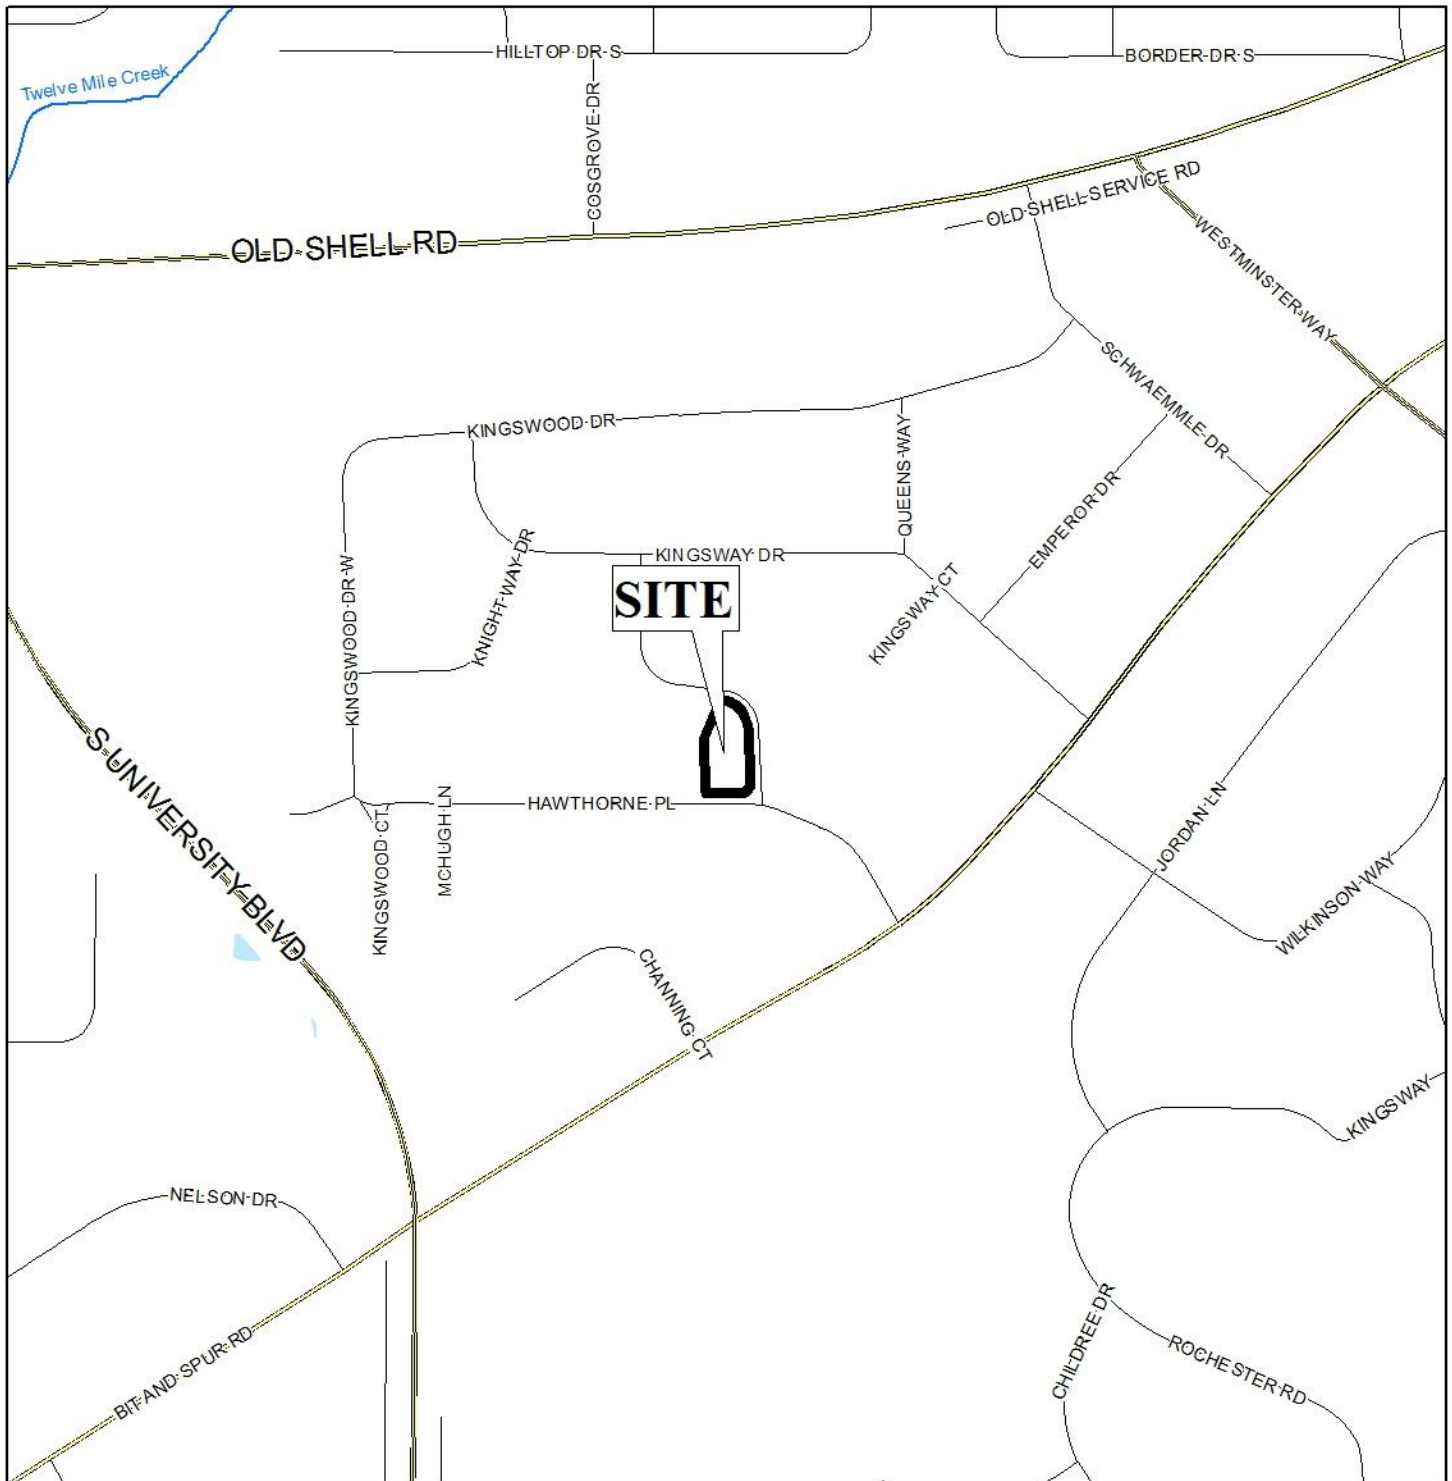 HILLTOP DR S
BORDER DR S
Twelve Mile Creek
COSGROVE DR
OLD SHELL SERVICE RD
OLD SHELL RD
WESTMINSTER WAY
SCHWAEMMLE DR
KINGSWOOD DR
QUEENS WAY
EMPEROR DR
KINGSWAY DR
KNIGHT WAY DR
KINGSWOOD DR W
SITE
KINGSWAY CT
S UNIVERSITY BLVD
HAWTHORNE PL
MCHUGH LN
KINGSWOOD CT
JORDAN LN
WILKINSON WAY
CHANNING CT
KINGSWAY
NELSON DR
BIT AND SPUR RD
CHILDREE DR
ROCHESTER RD